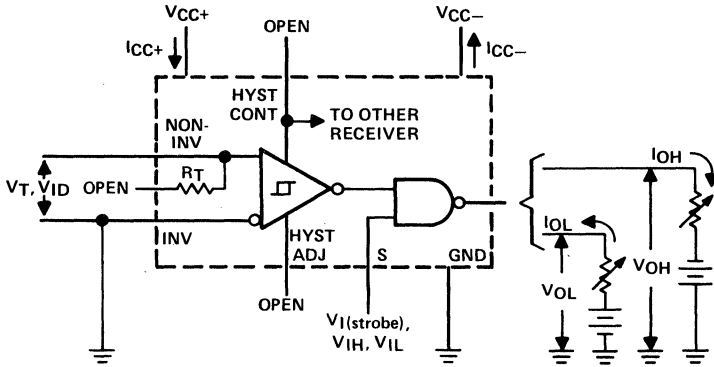 VCC+
VCC−
ICC+
OPEN
ICC−
HYST
CONT
TO OTHER
RECEIVER
NON-
INV
RT
VT, VID
OPEN
INV
HYST
ADJ
S
GND
OPEN
VI(strobe),
VIH, VIL
IOH
IOL
VOH
VOL